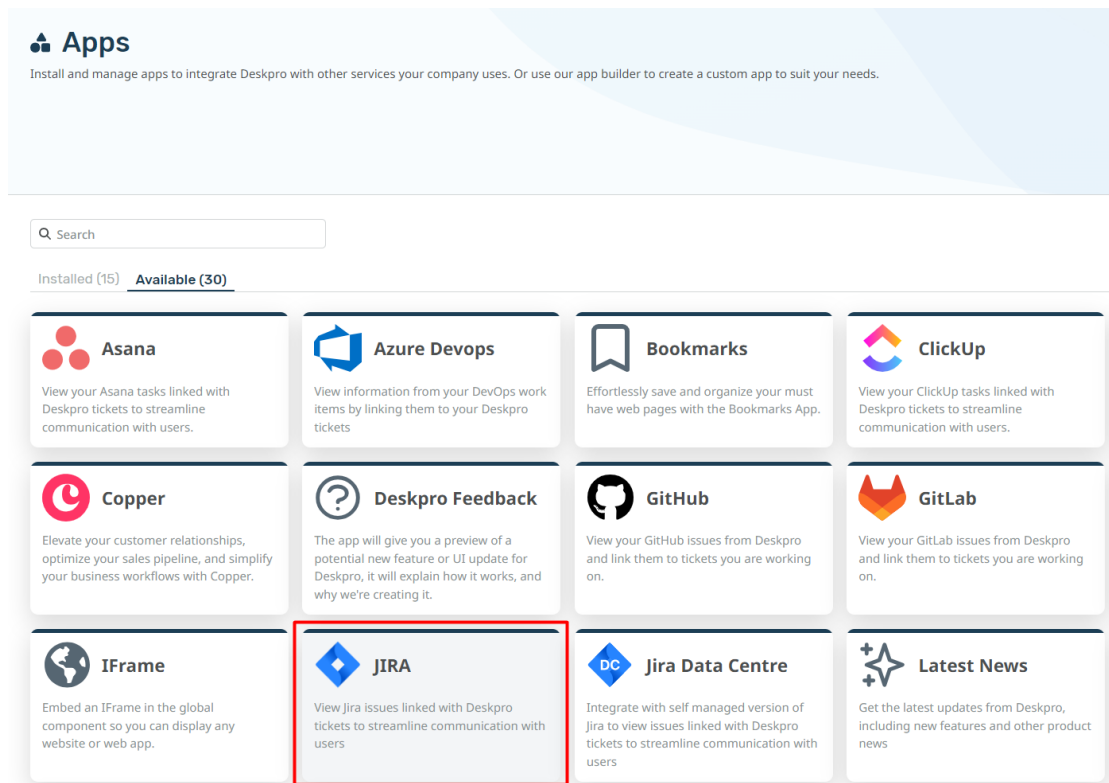 Apps
Install and manage apps to integrate Deskpro with other services your company uses. Or use our app builder to create a custom app to suit your needs.
Search
Installed (15) Available (30)
Asana
View your Asana tasks linked with
Deskpro tickets to streamline
communication with users.
Azure Devops
View information from your DevOps work
items by linking them to your Deskpro
tickets
Bookmarks
Effortlessly save and organize your must
have web pages with the Bookmarks App.
ClickUp
View your ClickUp tasks linked with
Deskpro tickets to streamline
communication with users.
Copper
Elevate your customer relationships,
optimize your sales pipeline, and simplify
your business workflows with Copper.
Deskpro Feedback
The app will give you a preview of a
potential new feature or UI update for
Deskpro, it will explain how it works, and
why we're creating it.
GitHub
View your GitHub issues from Deskpro
and link them to tickets you are working
on.
GitLab
View your GitLab issues from Deskpro
and link them to tickets you are working
on.
IFrame
Embed an IFrame in the global
component so you can display any
website or web app.
JIRA
View Jira issues linked with Deskpro
tickets to streamline communication with
users
DC
Jira Data Centre
Integrate with self managed version of
Jira to view issues linked with Deskpro
tickets to streamline communication with
users
Latest News
Get the latest updates from Deskpro,
including new features and other product
news